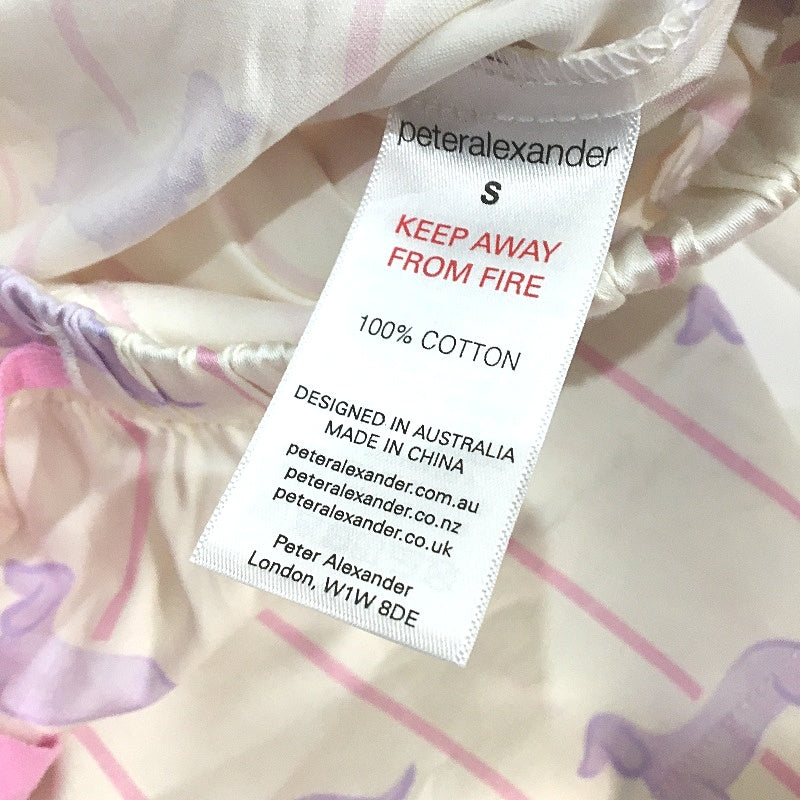 peteralexander
S
KEEP AWAY
FROM FIRE
100% COTTON
DESIGNED IN AUSTRALIA
MADE IN CHINA
peteralexander.com.au
peteralexander.co.nz
peteralexander.co.uk
Peter Alexander
London, W1W 8DE